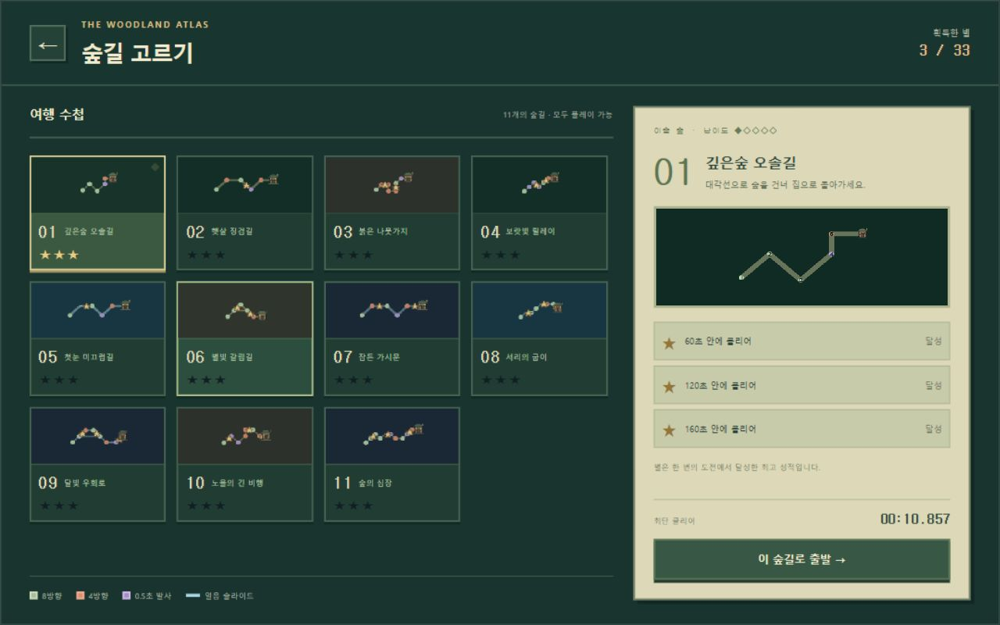 ←
THE WOODLAND ATLAS
숲길 고르기
획득한 별
3 / 33
여행 수첩
11개의 숲길 · 모두 플레이 가능
01 깊은숲 오솔길
★★★
02 햇살 징검길
★★★
03 붉은 나뭇가지
★★★
04 보랏빛 릴레이
★★★
05 첫눈 미끄럼길
★★★
06 별빛 갈림길
★★★
07 잠든 가시문
★★★
08 서리의 굽이
★★★
09 달빛 우회로
★★★
10 노을의 긴 비행
★★★
11 숲의 심장
★★★
8방향 4방향 0.5초 발사 얼음 슬라이드
이슬 숲 · 난이도 ◆◇◇◇◇
01 깊은숲 오솔길
대각선으로 숲을 건너 집으로 돌아가세요.
★ 60초 안에 클리어 달성
★ 120초 안에 클리어 달성
★ 160초 안에 클리어 달성
별은 한 번의 도전에서 달성한 최고 성적입니다.
최단 클리어 00:10.857
이 숲길로 출발 →